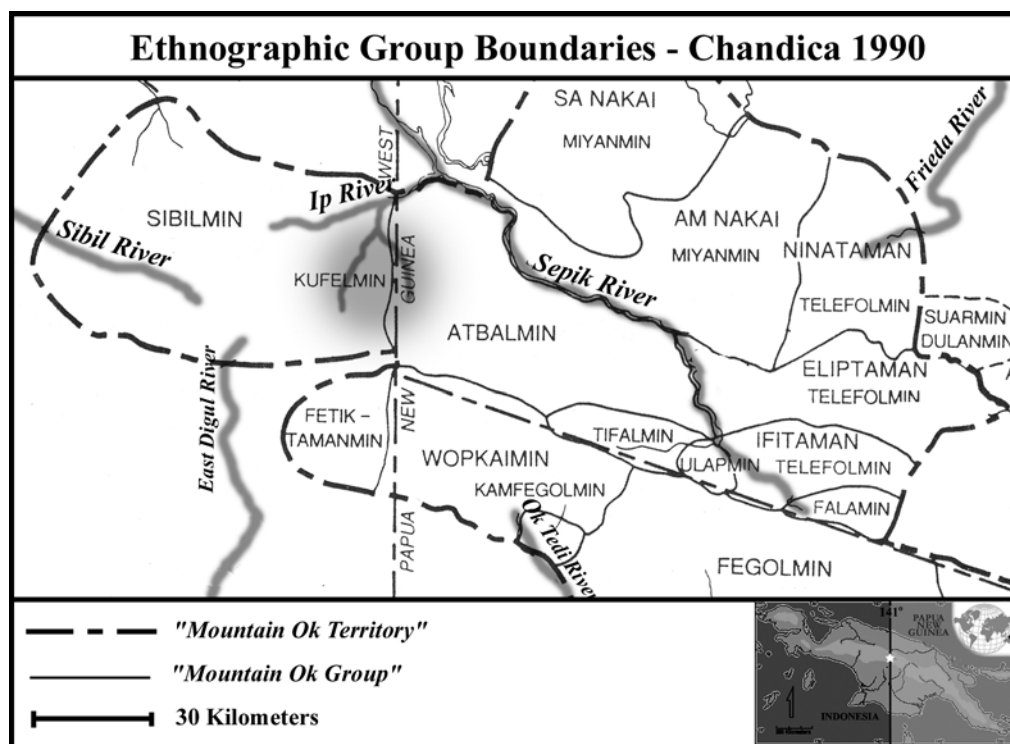 Ethnographic Group Boundaries - Chandica 1990
SA NAKAI
MIYANMIN
Frieda River
WEST
Ip River
SIBILMIN
AM NAKAI
Sibil River
MIYANMIN
NINATAMAN
GUINEA
Sepik River
KUFELMIN
TELEFOLMIN
SUARMIN
ATBALMIN
DULANMIN
East Digul River
ELIPTAMAN
TELEFOLMIN
NEW
FETIK-
TAMANMIN
TIFALMIN
IFITAMAN
WOPKAIMIN
ULAPMIN
TELEFOLMIN
KAMFEGOLMIN
FALAMIN
Ok Tedi River
PAPUA
FEGOLMIN
"Mountain Ok Territory"
"Mountain Ok Group"
30 Kilometers
141°
PAPUA
NEW
GUINEA
INDONESIA